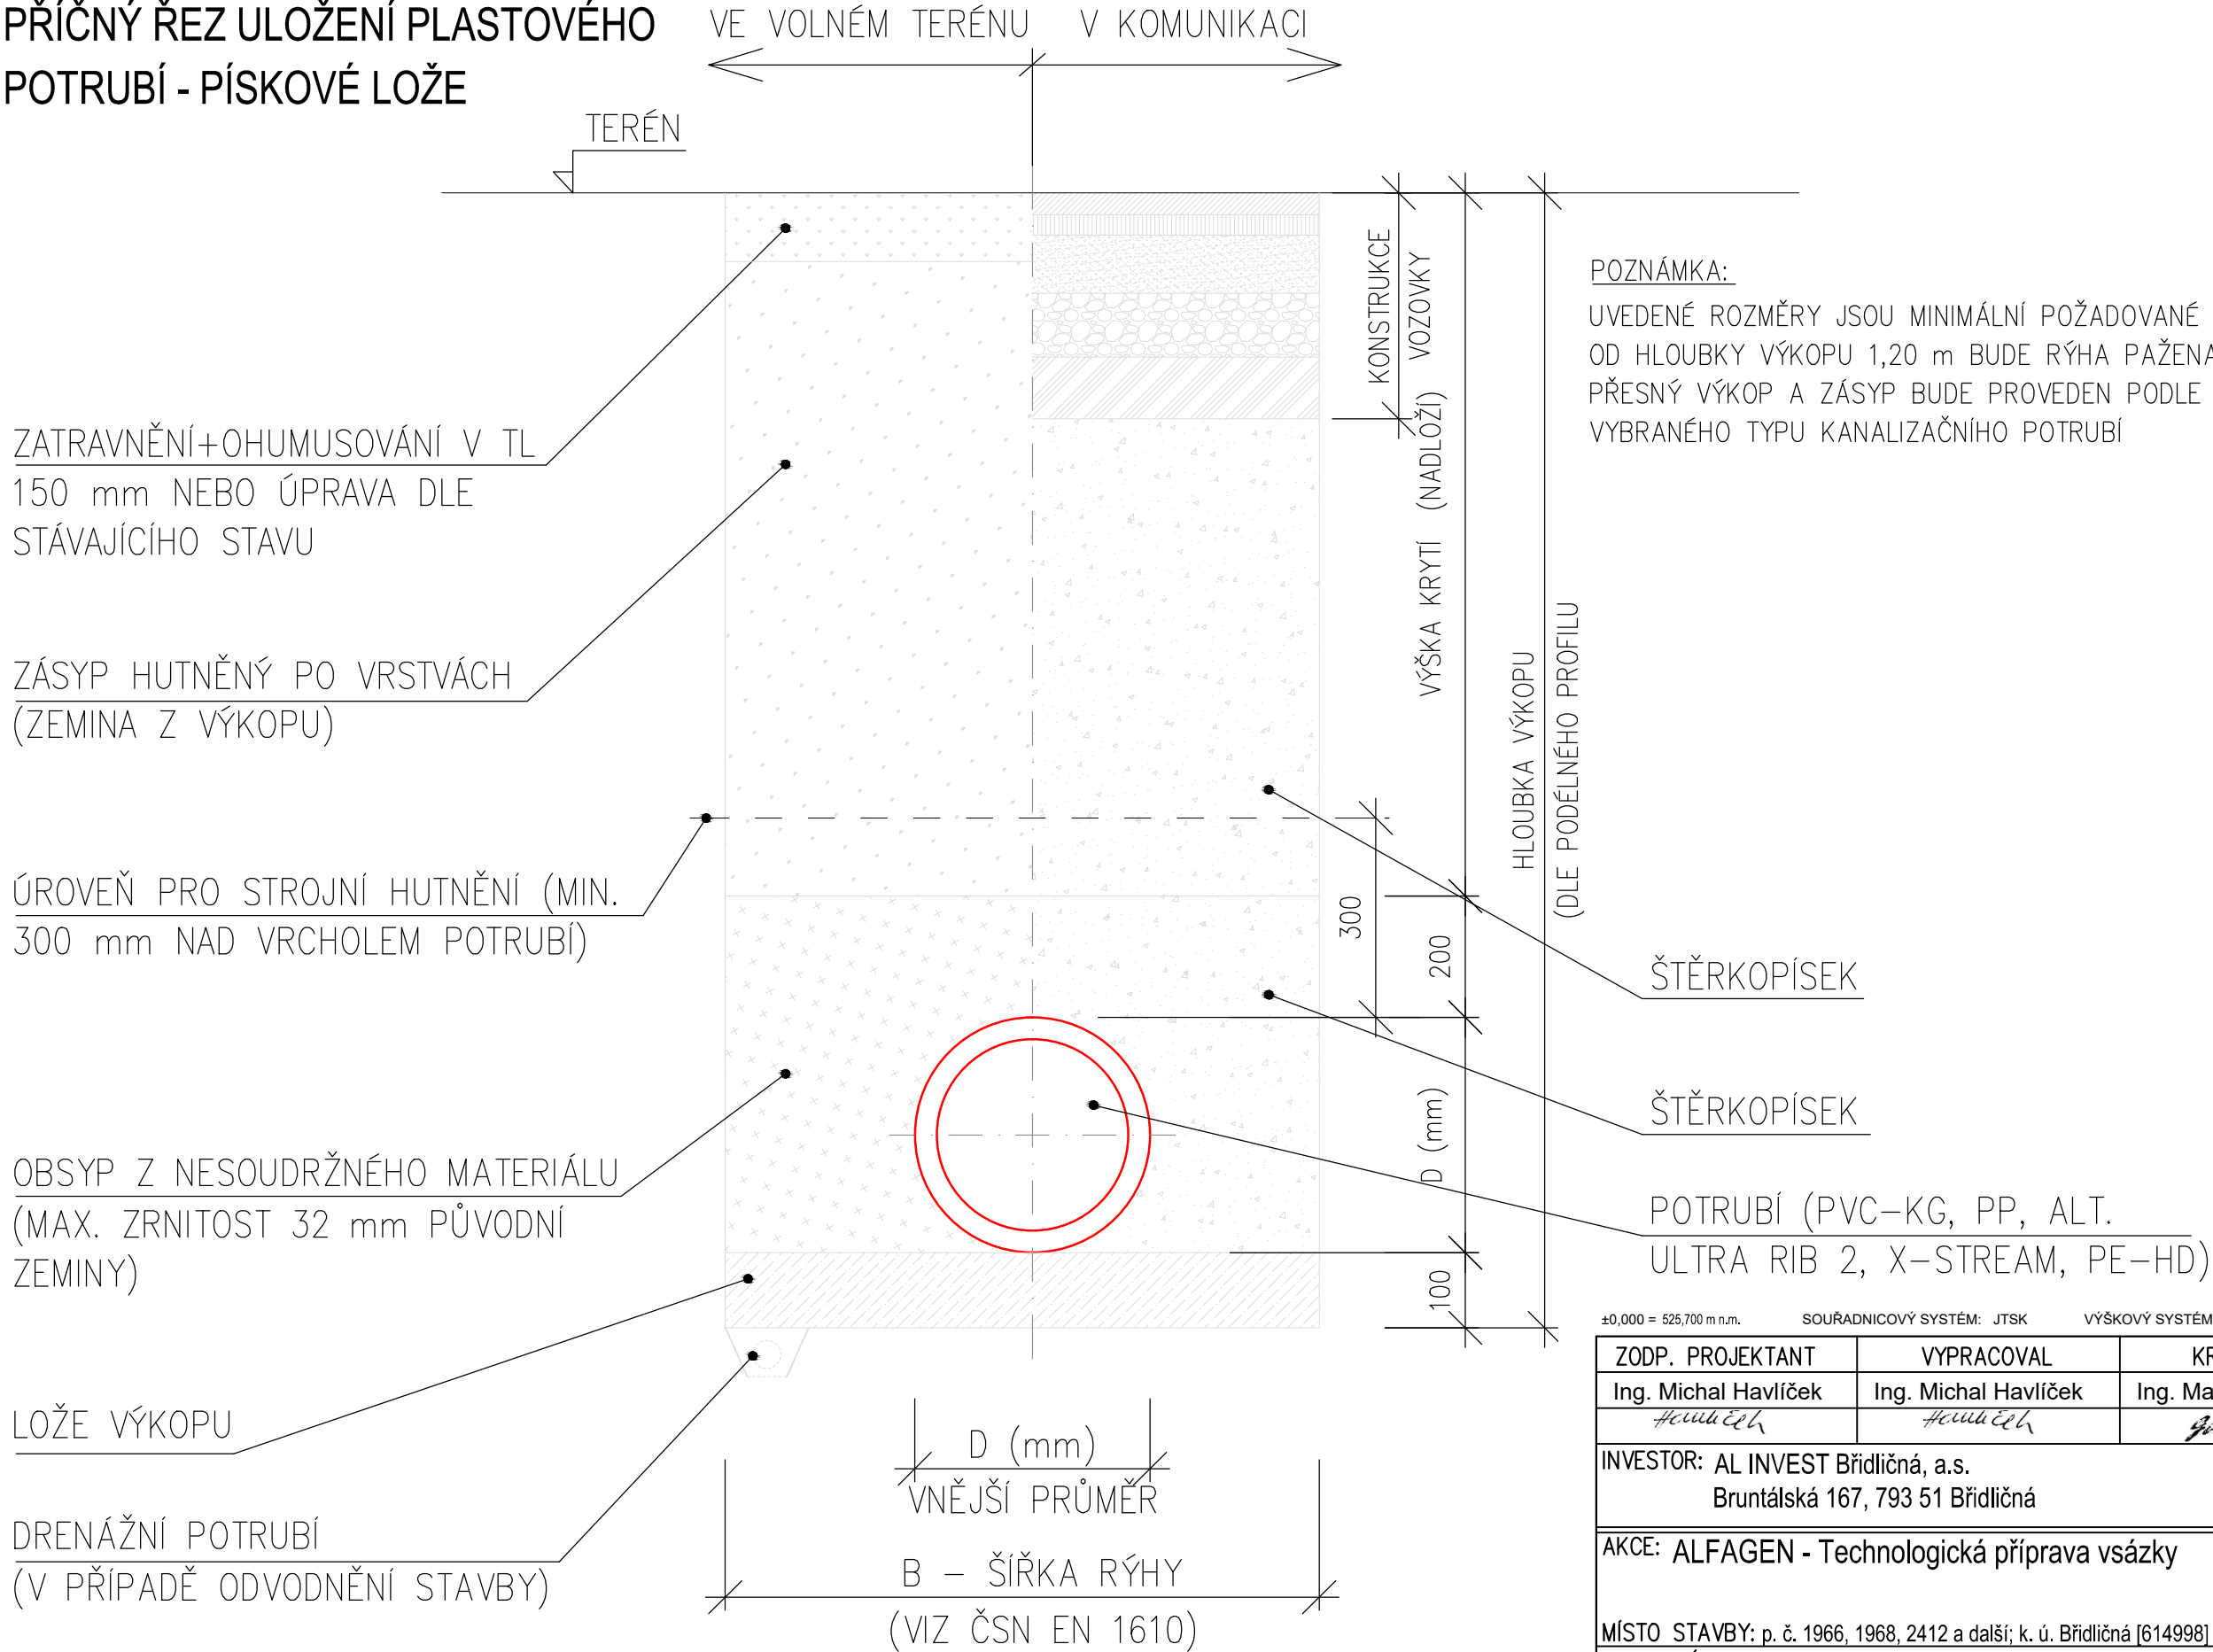 PŘÍČNÝ ŘEZ ULOŽENÍ PLASTOVÉHO
POTRUBÍ - PÍSKOVÉ LOŽE
VE VOLNÉM TERÉNU
V KOMUNIKACI
TERÉN
ZATRAVNĚNÍ+OHUMUSOVÁNÍ V TL
150 mm NEBO ÚPRAVA DLE
STÁVAJÍCÍHO STAVU
ZÁSYP HUTNĚNÝ PO VRSTVÁCH
(ZEMINA Z VÝKOPU)
ÚROVEŇ PRO STROJNÍ HUTNĚNÍ (MIN.
300 mm NAD VRCHOLEM POTRUBÍ)
OBSYP Z NESOUDRŽNÉHO MATERIÁLU
(MAX. ZRNITOST 32 mm PŮVODNÍ
ZEMINY)
LOŽE VÝKOPU
DRENÁŽNÍ POTRUBÍ
(V PŘÍPADĚ ODVODNĚNÍ STAVBY)
KONSTRUKCE
VOZOVKY
VÝŠKA KRYTÍ (NADLOŽÍ)
HLOUBKA VÝKOPU
(DLE PODÉLNÉHO PROFILU
300
200
D (mm)
100
D (mm)
VNĚJŠÍ PRŮMĚR
B – ŠÍŘKA RÝHY
(VIZ ČSN EN 1610)
POZNÁMKA:
UVEDENÉ ROZMĚRY JSOU MINIMÁLNÍ POŽADOVANÉ
OD HLOUBKY VÝKOPU 1,20 m BUDE RÝHA PAŽENA
PŘESNÝ VÝKOP A ZÁSYP BUDE PROVEDEN PODLE
VYBRANÉHO TYPU KANALIZAČNÍHO POTRUBÍ
ŠTĚRKOPÍSEK
ŠTĚRKOPÍSEK
POTRUBÍ (PVC–KG, PP, ALT.
ULTRA RIB 2, X–STREAM, PE–HD)
±0,000 = 525,700 m n.m. SOUŘADNICOVÝ SYSTÉM: JTSK VÝŠKOVÝ SYSTÉM
ZODP. PROJEKTANT VYPRACOVAL
Ing. Michal Havlíček Ing. Michal Havlíček Ing.
Havlíček Havlíček
INVESTOR: AL INVEST Břidličná, a.s.
Bruntálská 167, 793 51 Břidličná
AKCE: ALFAGEN - Technologická příprava vsázky
MÍSTO STAVBY: p. č. 1966, 1968, 2412 a další; k. ú. Břidličná [614998]